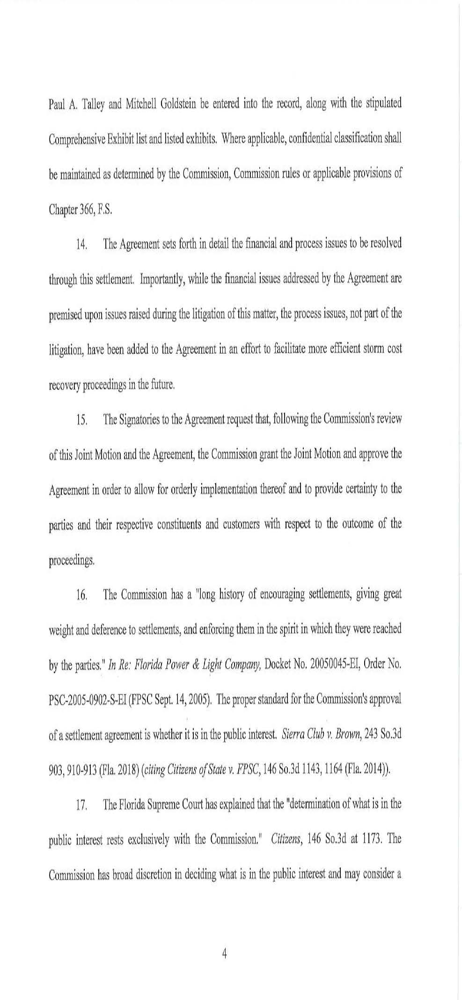 Paul A. Talley and Mitchell Goldstein be entered into the record, along with the stipulated
Comprehensive Exhibit list and listed exhibits. Where applicable, confidential classification shall
be maintained as determined by the Commission, Commission rules or applicable provisions of
Chapter 366, F.S.
14. The Agreement sets forth in detail the financial and process issues to be resolved
through this settlement. Importantly, while the financial issues addressed by the Agreement are
premised upon issues raised during the litigation of this matter, the process issues, not part of the
litigation, have been added to the Agreement in an effort to facilitate more efficient storm cost
recovery proceedings in the future.
15. The Signatories to the Agreement request that, following the Commission's review
of this Joint Motion and the Agreement, the Commission grant the Joint Motion and approve the
Agreement in order to allow for orderly implementation thereof and to provide certainty to the
parties and their respective constituents and customers with respect to the outcome of the
proceedings.
16. The Commission has a "long history of encouraging settlements, giving great
weight and deference to settlements, and enforcing them in the spirit in which they were reached
by the parties." In Re: Florida Power & Light Company, Docket No. 20050045-EI, Order No.
PSC-2005-0902-S-EI (FPSC Sept. 14, 2005). The proper standard for the Commission's approval
of a settlement agreement is whether it is in the public interest. Sierra Club v. Brown, 243 So.3d
903, 910-913 (Fla. 2018) (citing Citizens of State v. FPSC, 146 So.3d 1143, 1164 (Fla. 2014)).
17. The Florida Supreme Court has explained that the "determination of what is in the
public interest rests exclusively with the Commission." Citizens, 146 So.3d at 1173. The
Commission has broad discretion in deciding what is in the public interest and may consider a
4